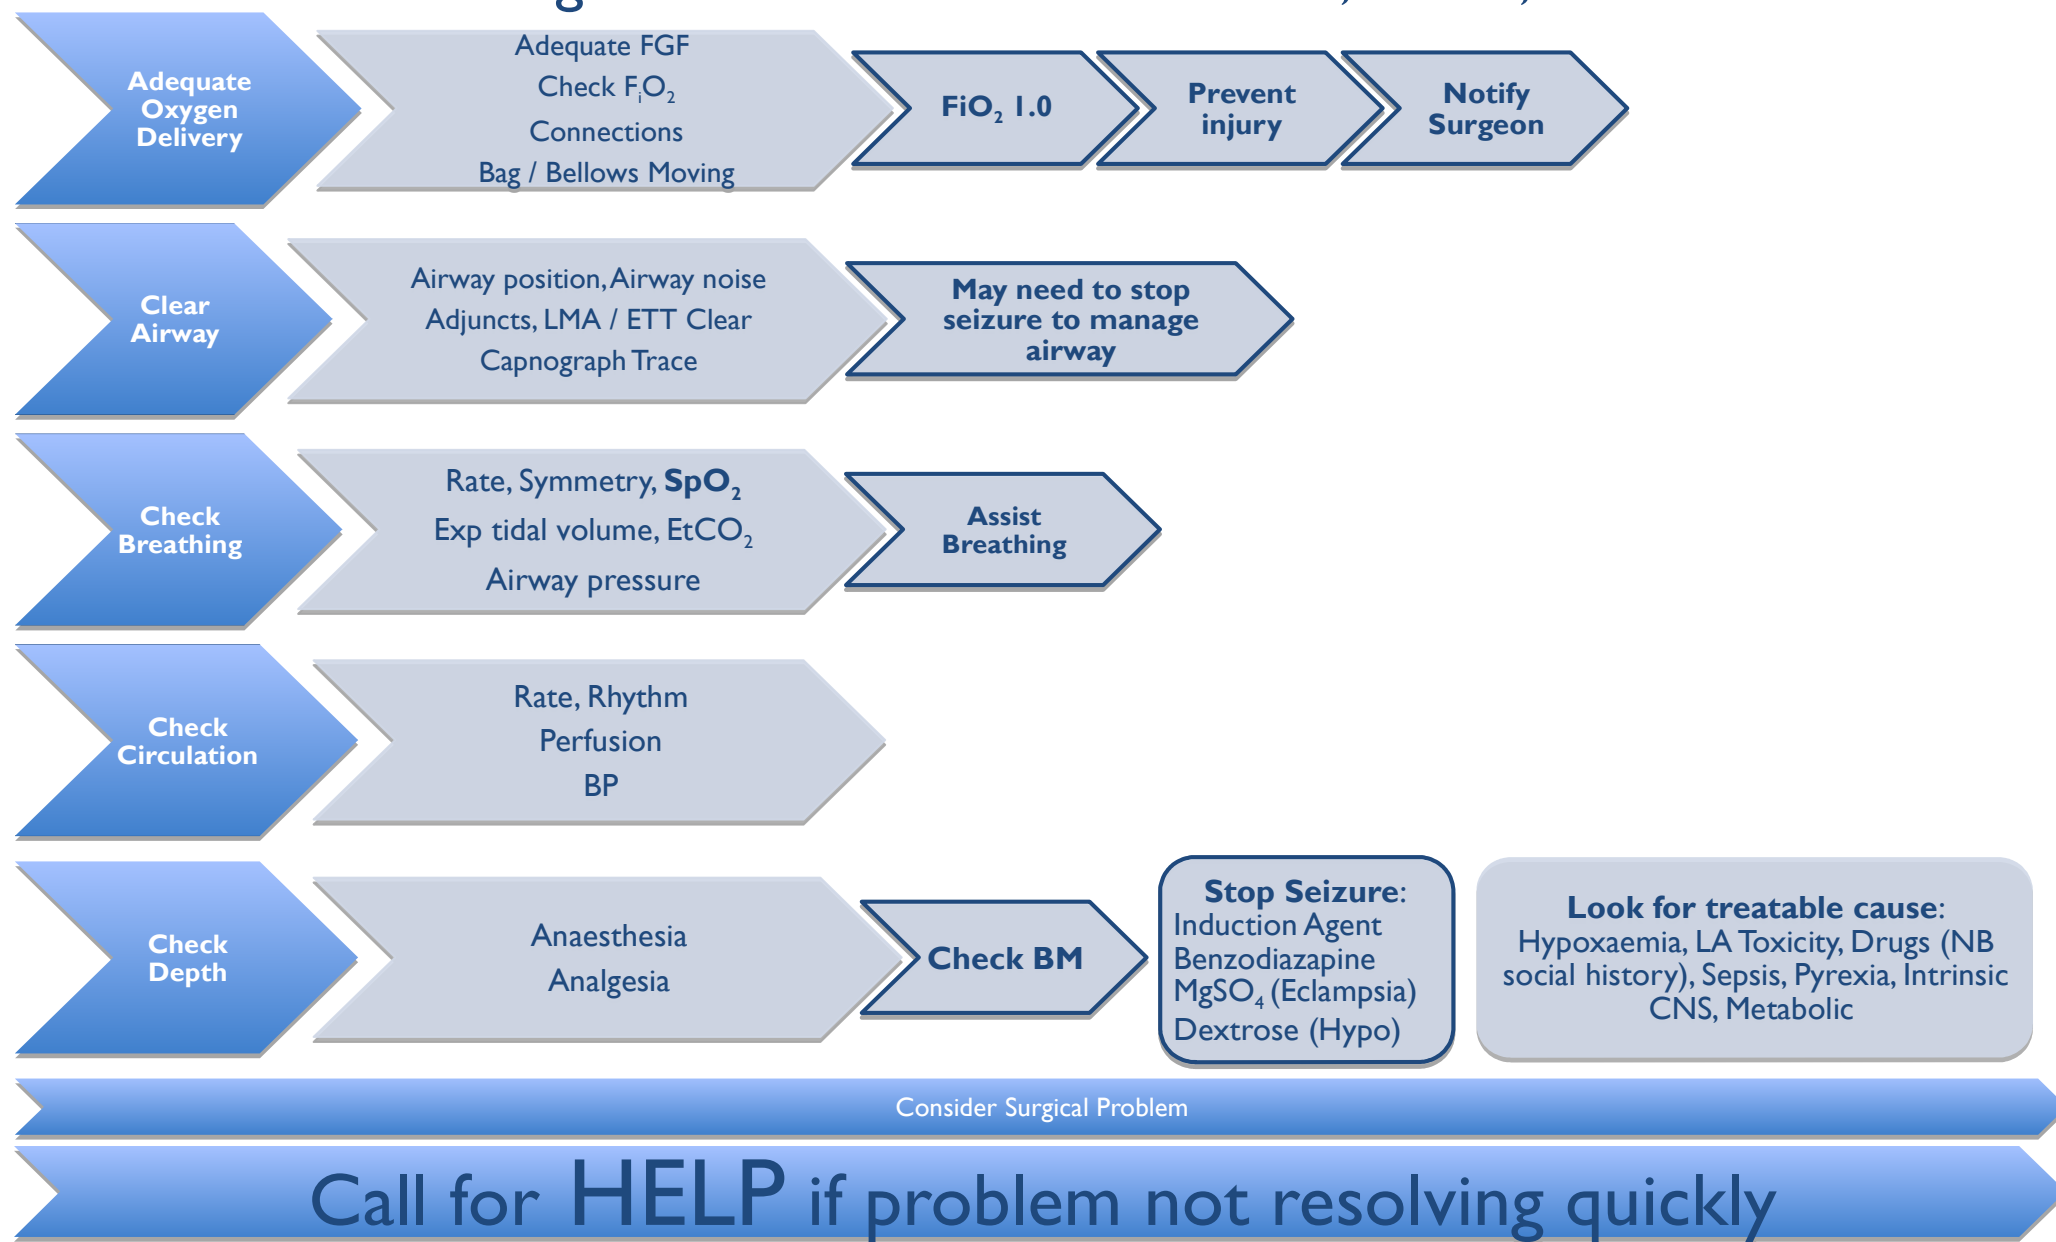 Adequate
Oxygen
Delivery
Adequate FGF
Check FᵢO₂
Connections
Bag / Bellows Moving
FiO₂ 1.0
Prevent
injury
Notify
Surgeon
Clear
Airway
Airway position, Airway noise
Adjuncts, LMA / ETT Clear
Capnograph Trace
May need to stop
seizure to manage
airway
Check
Breathing
Rate, Symmetry, SpO₂
Exp tidal volume, EtCO₂
Airway pressure
Assist
Breathing
Check
Circulation
Rate, Rhythm
Perfusion
BP
Check
Depth
Anaesthesia
Analgesia
Check BM
Stop Seizure:
Induction Agent
Benzodiazapine
MgSO₄ (Eclampsia)
Dextrose (Hypo)
Look for treatable cause:
Hypoxaemia, LA Toxicity, Drugs (NB
social history), Sepsis, Pyrexia, Intrinsic
CNS, Metabolic
Consider Surgical Problem
Call for HELP if problem not resolving quickly